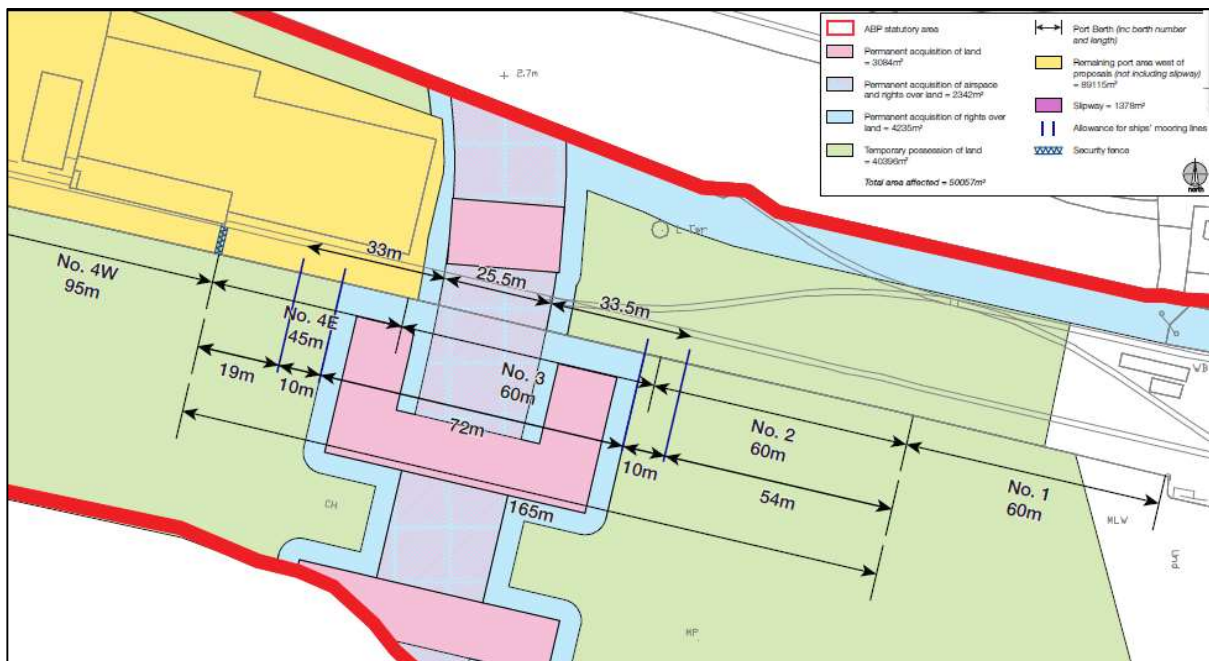 ABP statutory area
Permanent acquisition of land
= 3084m²
Permanent acquisition of airspace
and rights over land = 2342m²
Permanent acquisition of rights over
land = 4235m²
Temporary possession of land
= 40396m²
Total area affected = 50057m²
Port Berth (inc berth number
and length)
Remaining port area west of
proposals (not including slipway)
= 89115m²
Slipway = 1378m²
Allowance for ships' mooring lines
Security fence
north
2.7m
L Twr
33m
25.5m
33.5m
No. 4W
95m
No. 4E
45m
19m
10m
No. 3
60m
72m
10m
No. 2
60m
54m
No. 1
60m
165m
WB
CH
MLW
Und
MP